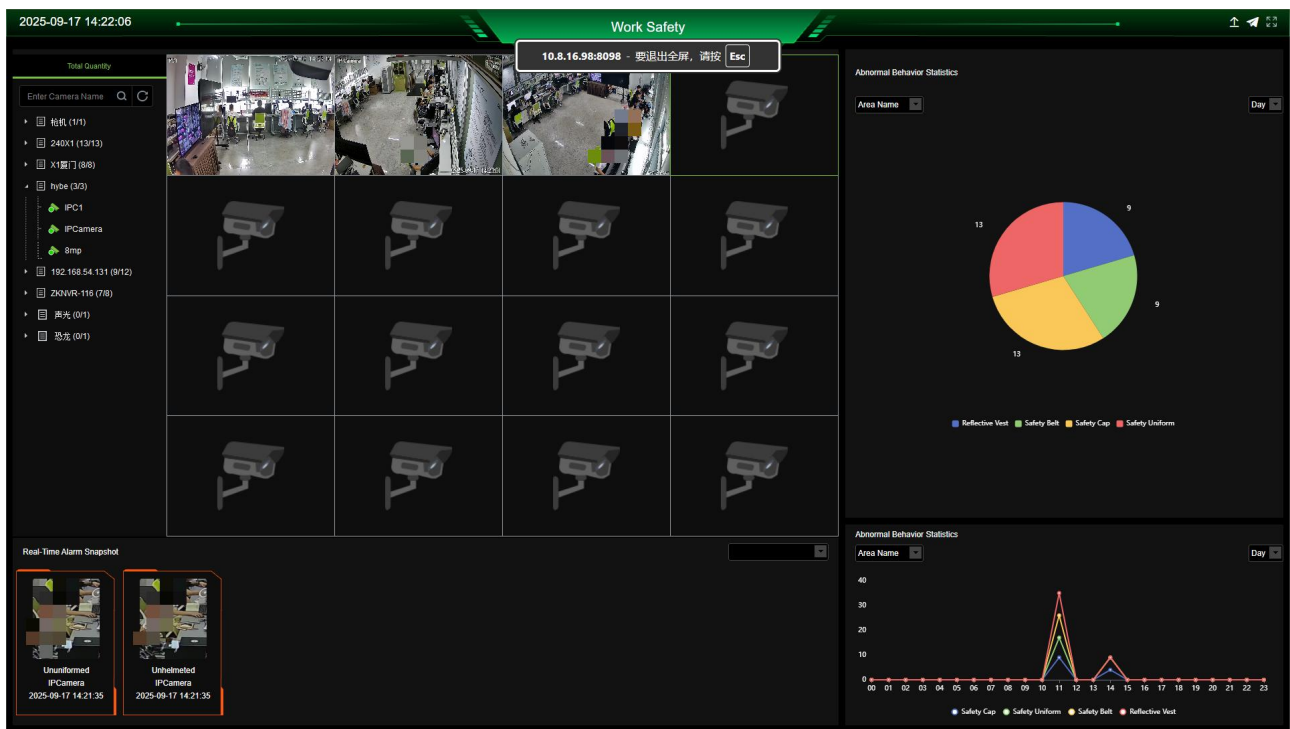 2025-09-17 14:22:06
Work Safety
10.8.16.98:8098 - 要退出全屏，请按 Esc
Total Quantity
Enter Camera Name
枪机 (1/1)
240X1 (13/13)
X1厦门 (8/8)
hybe (3/3)
IPC1
IPCamera
8mp
192.168.54.131 (9/12)
ZKNVR-116 (7/8)
声光 (0/1)
恐龙 (0/1)
Abnormal Behavior Statistics
Area Name
Day
9
13
9
13
Reflective Vest Safety Belt Safety Cap Safety Uniform
Real-Time Alarm Snapshot
Ununiformed
IPCamera
2025-09-17 14:21:35
Unhelmeted
IPCamera
2025-09-17 14:21:35
Abnormal Behavior Statistics
Area Name
Day
40
30
20
10
0
00 01 02 03 04 05 06 07 08 09 10 11 12 13 14 15 16 17 18 19 20 21 22 23
Safety Cap Safety Uniform Safety Belt Reflective Vest